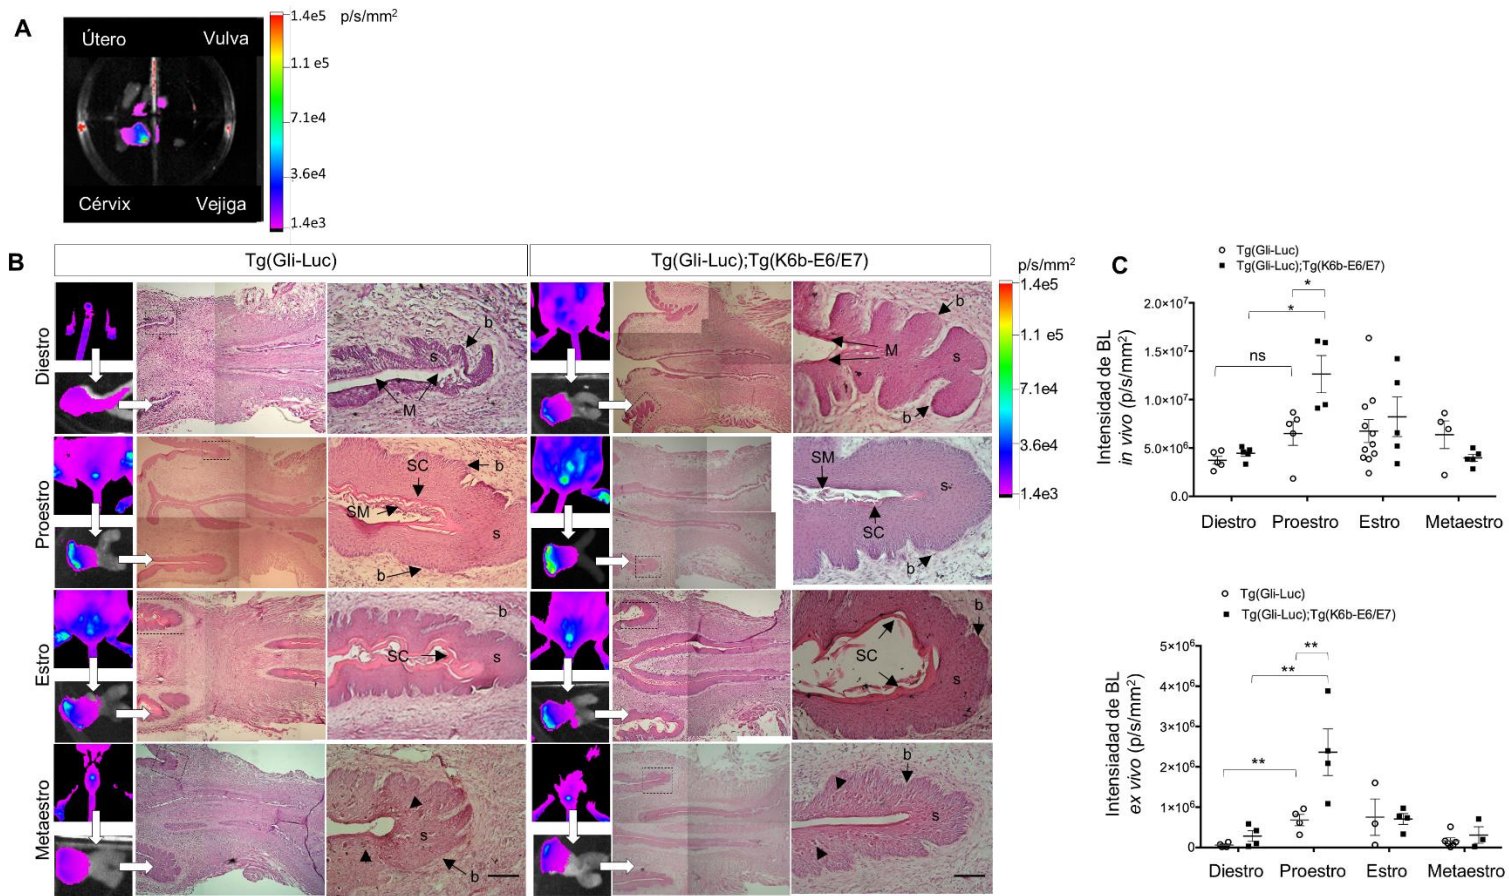 A
Útero
Vulva
Cérvix
Vejiga
1.4e5
p/s/mm²
1.1 e5
7.1e4
3.6e4
1.4e3
B
Tg(Gli-Luc)
Tg(Gli-Luc);Tg(K6b-E6/E7)
Diestro
b
s
M
M
s
b
b
Proestro
SC
b
SM
s
b
SM
s
SC
b
Estro
b
SC
s
b
SC
s
Metaestro
s
b
b
s
p/s/mm²
1.4e5
1.1 e5
7.1e4
3.6e4
1.4e3
C
Tg(Gli-Luc)
Tg(Gli-Luc);Tg(K6b-E6/E7)
Intensidad de BL
in vivo (p/s/mm²)
2.0×10⁷
1.5×10⁷
1.0×10⁷
5.0×10⁶
0.0
ns
*
*
Diestro Proestro Estro Metaestro
Tg(Gli-Luc)
Tg(Gli-Luc);Tg(K6b-E6/E7)
Intensiadad de BL
ex vivo (p/s/mm²)
5×10⁶
4×10⁶
3×10⁶
2×10⁶
1×10⁶
0
**
**
**
Diestro Proestro Estro Metaestro